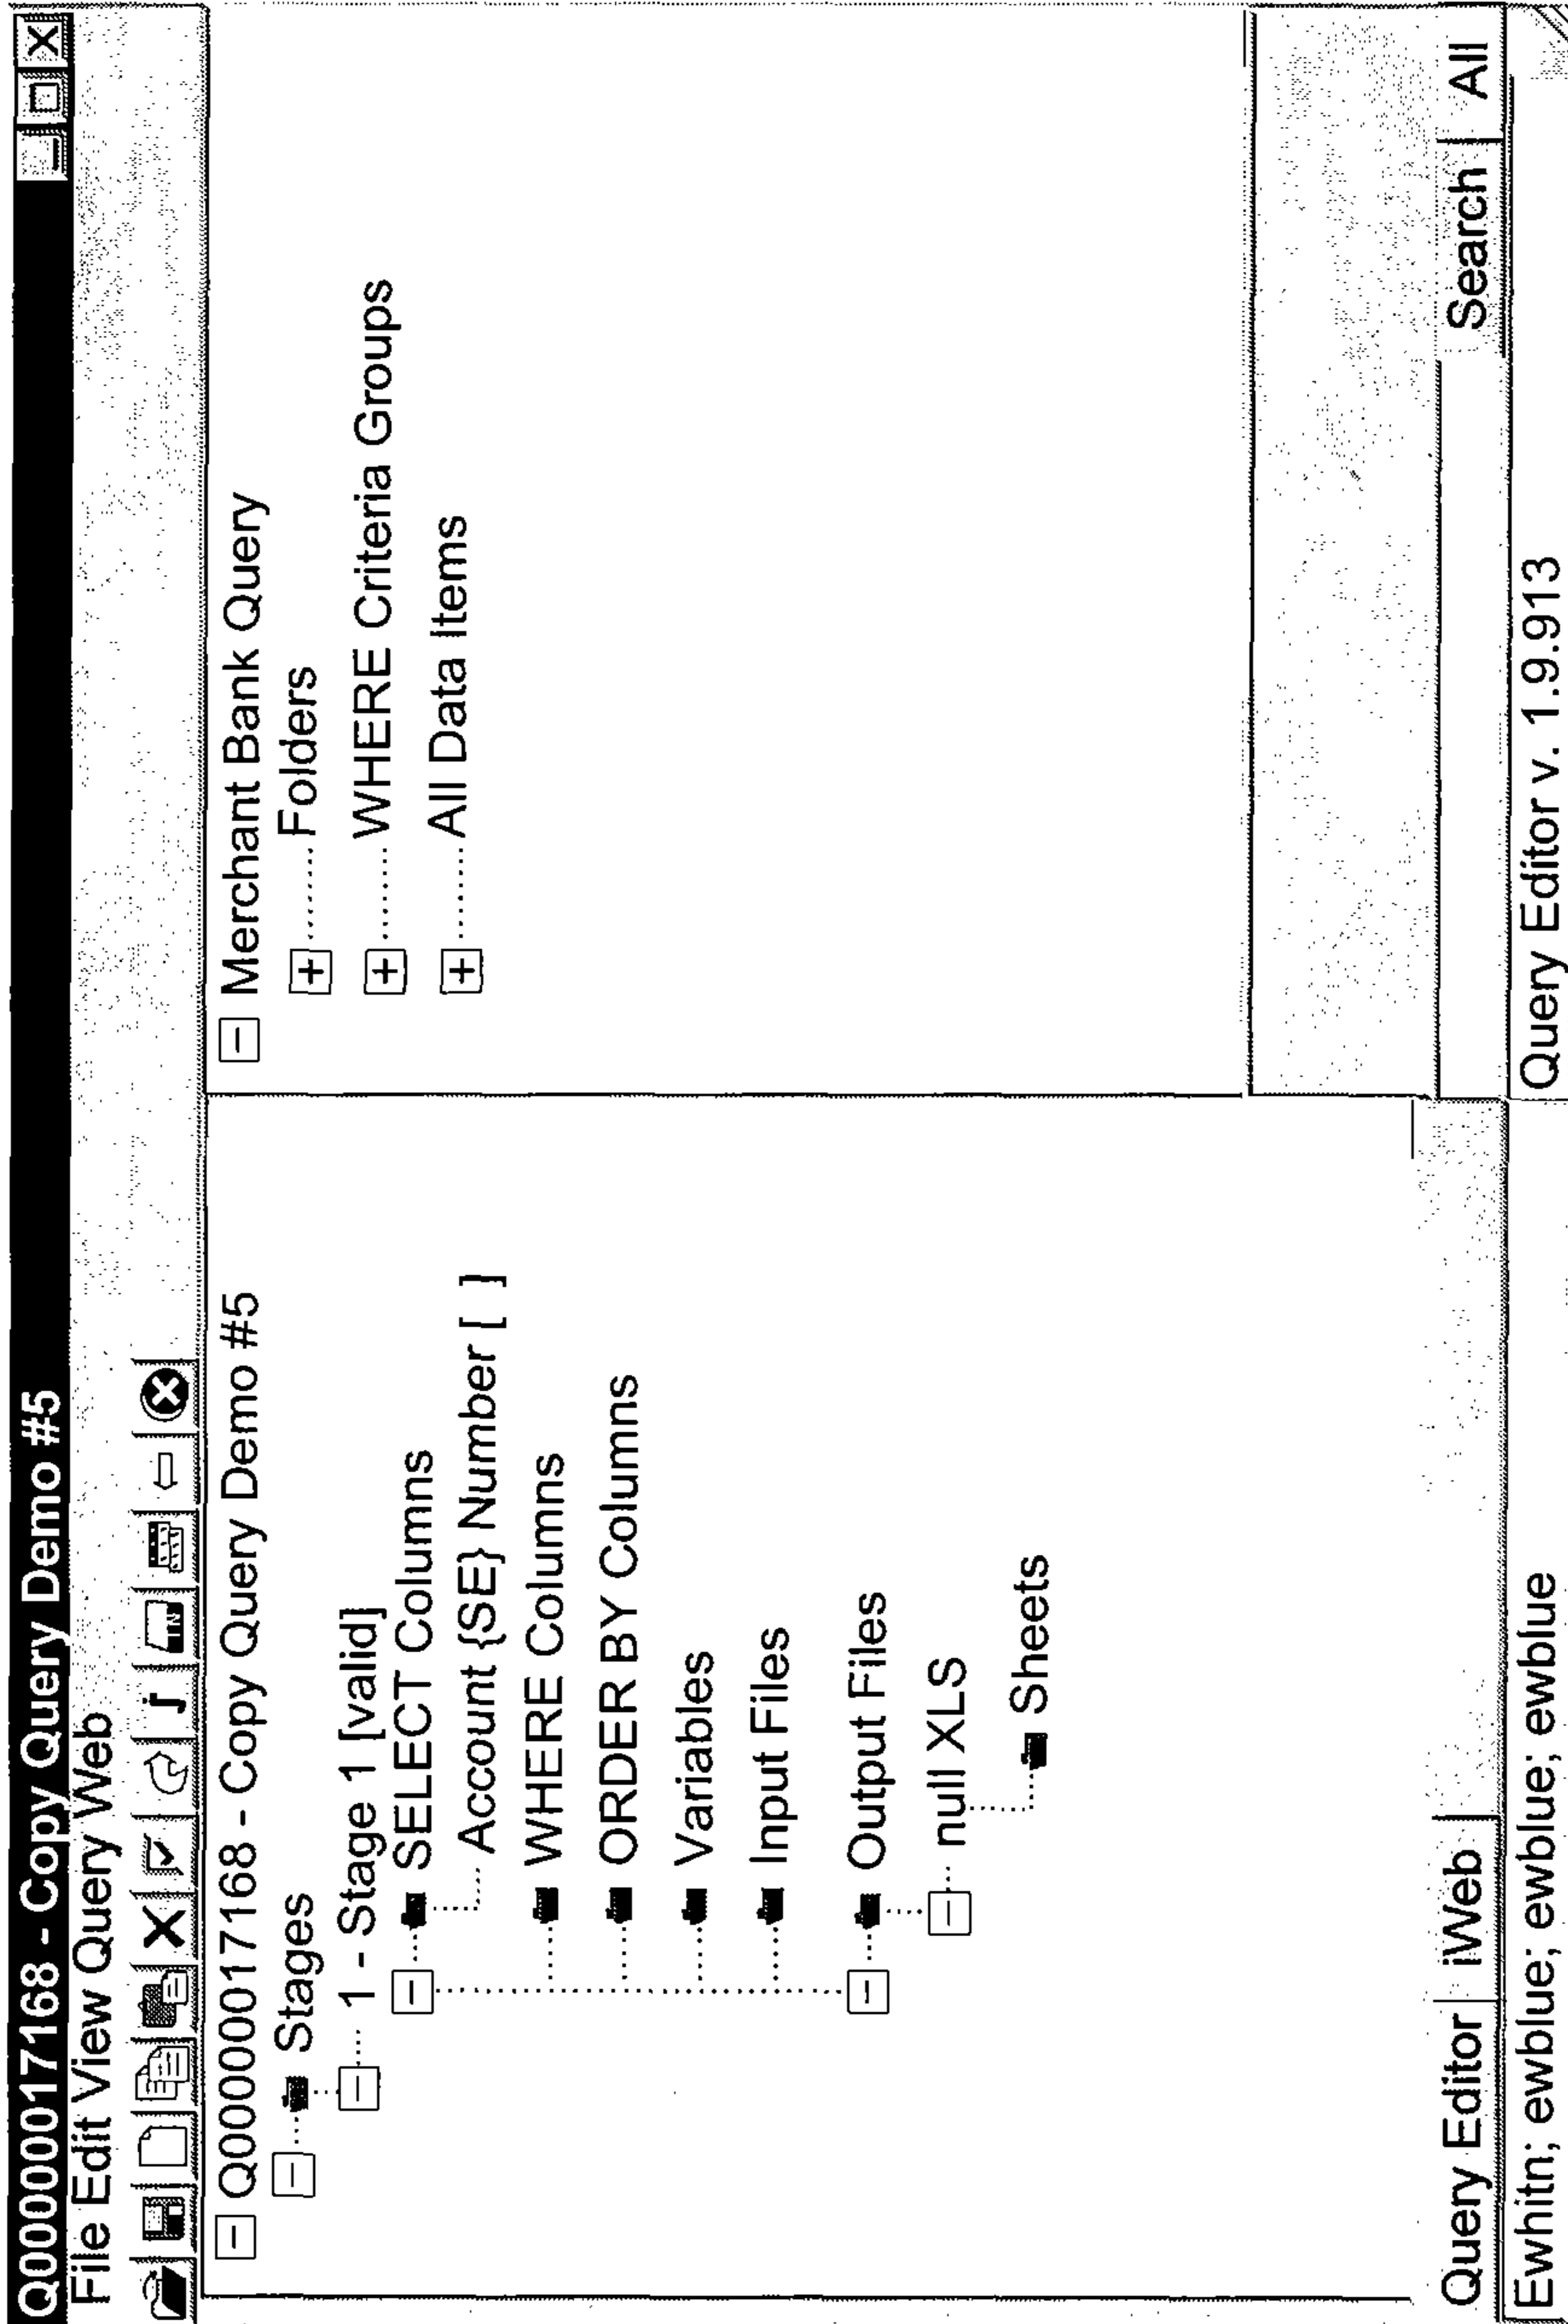 Q0000017168 - Copy Query Demo #5
File Edit View Query Web
Q0000017168 - Copy Query Demo #5
Stages
1 - Stage 1 [valid]
SELECT Columns
Account {SE} Number [ ]
WHERE Columns
ORDER BY Columns
Variables
Input Files
Output Files
null XLS
Sheets
Merchant Bank Query
Folders
WHERE Criteria Groups
All Data Items
Query Editor iWeb
Search All
Ewhitn; ewblue; ewblue; ewblue
Query Editor v. 1.9.913